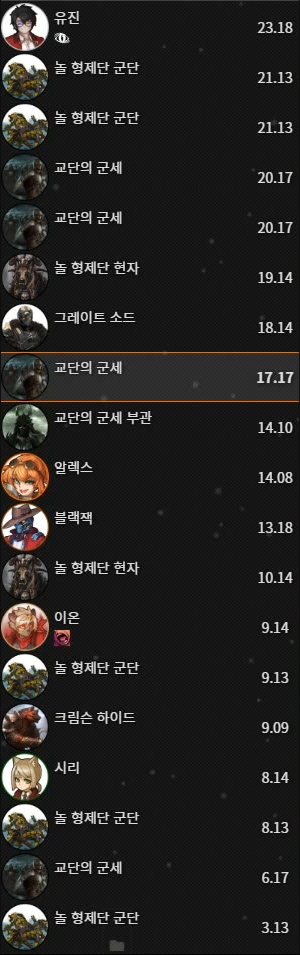 유진
23.18
놀 형제단 군단
21.13
놀 형제단 군단
21.13
교단의 군세
20.17
교단의 군세
20.17
놀 형제단 현자
19.14
그레이트 소드
18.14
교단의 군세
17.17
교단의 군세 부관
14.10
알렉스
14.08
블랙잭
13.18
놀 형제단 현자
10.14
이온
9.14
놀 형제단 군단
9.13
크림슨 하이드
9.09
시리
8.14
놀 형제단 군단
8.13
교단의 군세
6.17
놀 형제단 군단
3.13